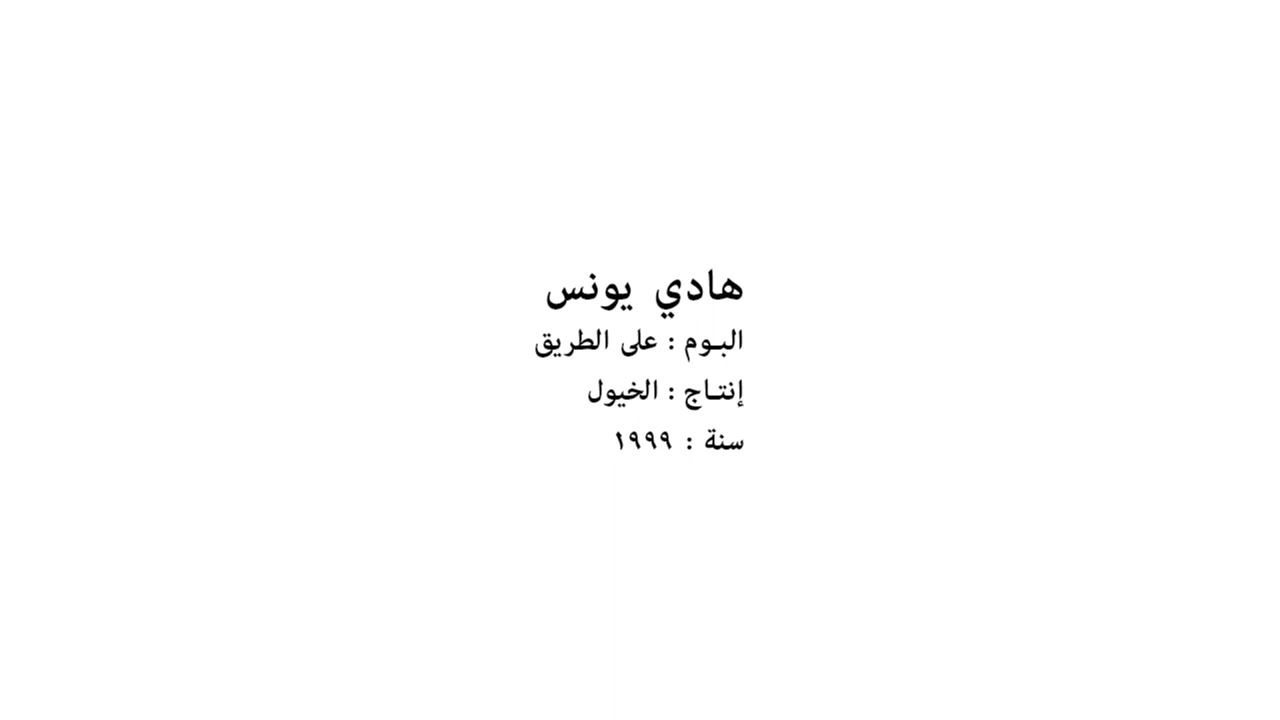 هادي يونس
البـوم : على الطريق
إنتـاج : الخيول
سنة : ١٩٩٩